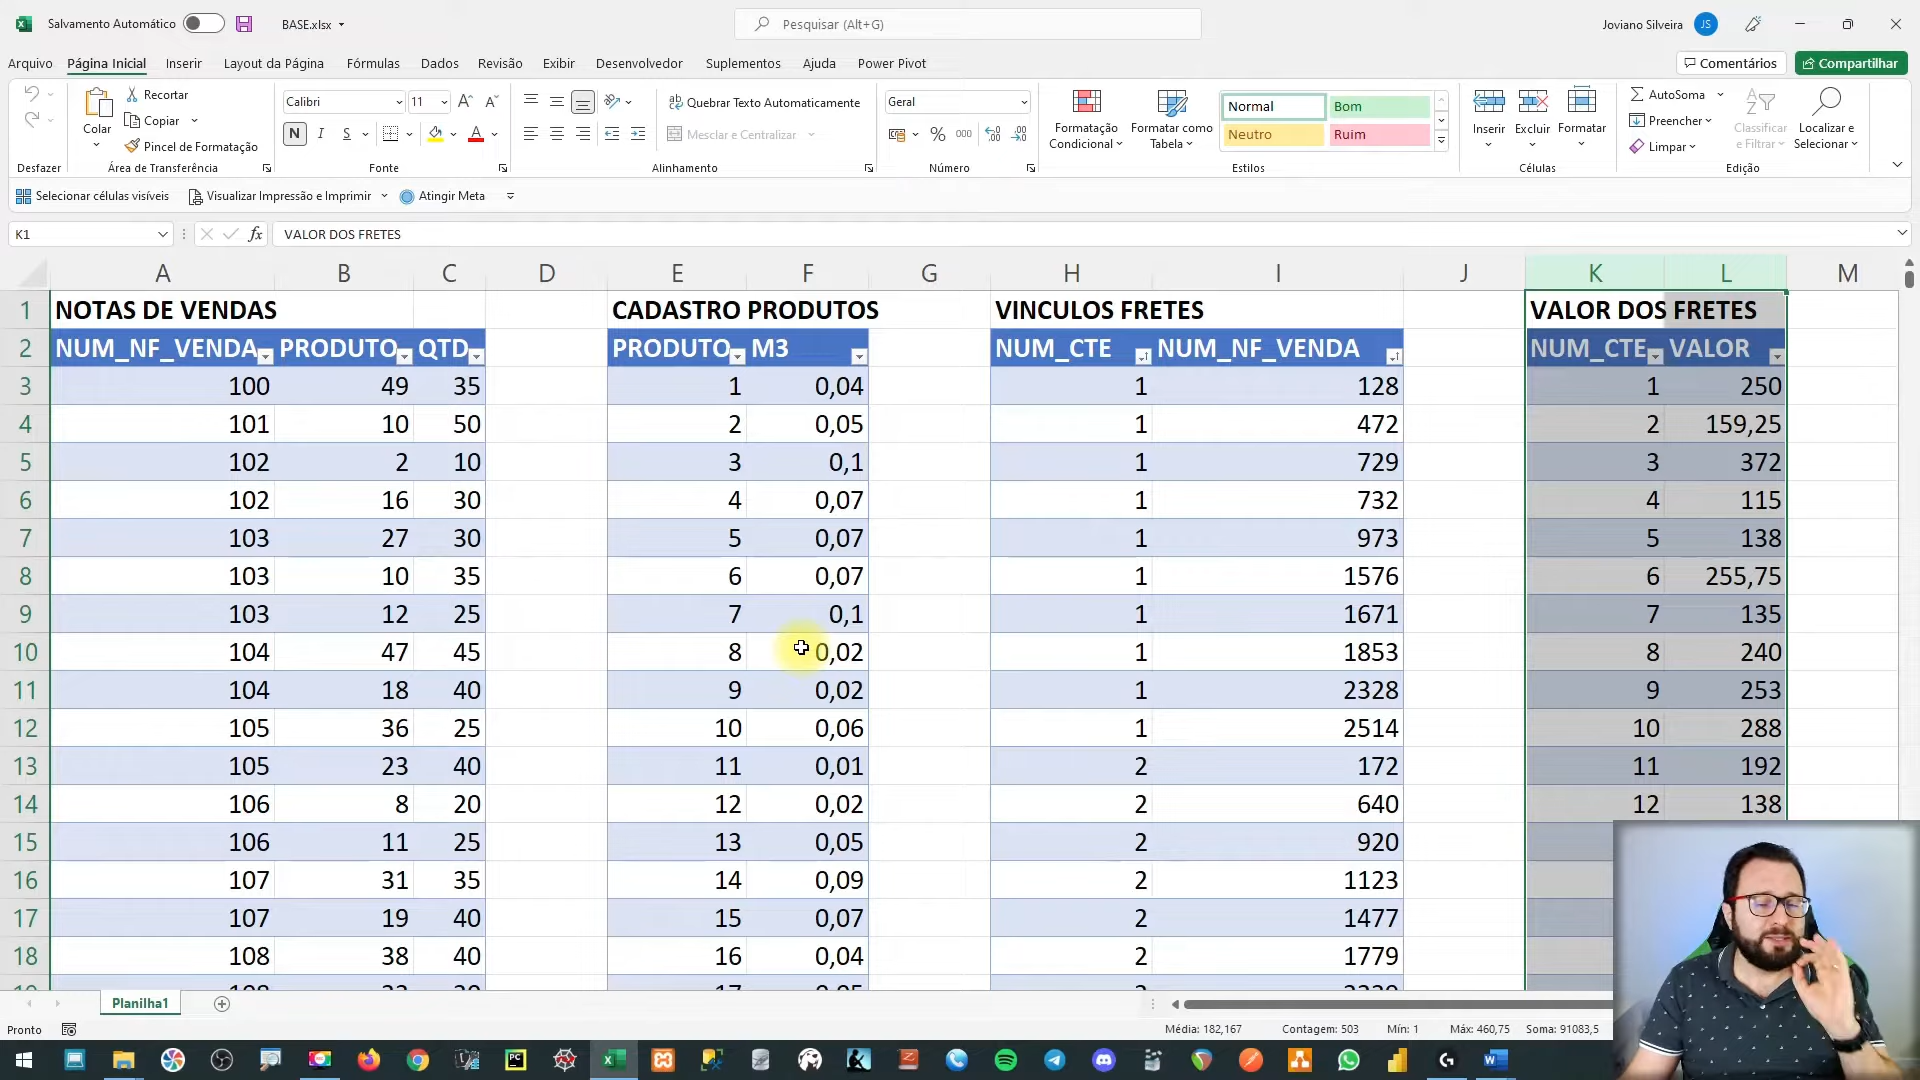 Salvamento Automático
BASE.xlsx
Pesquisar (Alt+G)
Joviano Silveira
JS
Arquivo
Página Inicial
Inserir
Layout da Página
Fórmulas
Dados
Revisão
Exibir
Desenvolvedor
Suplementos
Ajuda
Power Pivot
Comentários
Compartilhar
Desfazer
Colar
Recortar
Copiar
Pincel de Formatação
Área de Transferência
Calibri
11
N
I
S
Fonte
Quebrar Texto Automaticamente
Mesclar e Centralizar
Alinhamento
Geral
%
000
Número
Formatação
Condicional
Formatar como
Tabela
Normal
Bom
Neutro
Ruim
Estilos
Inserir
Excluir
Formatar
Células
AutoSoma
Preencher
Limpar
Classificar
e Filtrar
Localizar e
Selecionar
Edição
Selecionar células visíveis
Visualizar Impressão e Imprimir
Atingir Meta
K1
fx
VALOR DOS FRETES
A B C D E F G H I J K L M
1 NOTAS DE VENDAS CADASTRO PRODUTOS VINCULOS FRETES VALOR DOS FRETES
2 NUM_NF_VENDA PRODUTO QTD PRODUTO M3 NUM_CTE NUM_NF_VENDA NUM_CTE VALOR
3 100 49 35 1 0,04 1 128 1 250
4 101 10 50 2 0,05 1 472 2 159,25
5 102 2 10 3 0,1 1 729 3 372
6 102 16 30 4 0,07 1 732 4 115
7 103 27 30 5 0,07 1 973 5 138
8 103 10 35 6 0,07 1 1576 6 255,75
9 103 12 25 7 0,1 1 1671 7 135
10 104 47 45 8 0,02 1 1853 8 240
11 104 18 40 9 0,02 1 2328 9 253
12 105 36 25 10 0,06 1 2514 10 288
13 105 23 40 11 0,01 2 172 11 192
14 106 8 20 12 0,02 2 640 12 138
15 106 11 25 13 0,05 2 920
16 107 31 35 14 0,09 2 1123
17 107 19 40 15 0,07 2 1477
18 108 38 40 16 0,04 2 1779
Planilha1
Pronto
Média: 182,167
Contagem: 503
Mín: 1
Máx: 460,75
Soma: 91083,5